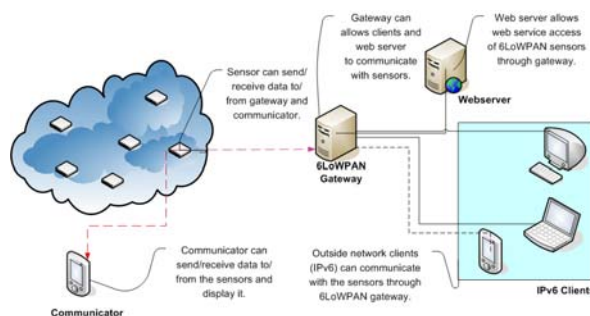 Gateway can
allows clients and
web server
to communicate
with sensors.
Web server allows
web service access
of 6LoWPAN sensors
through gateway.
Sensor can send/
receive data to/
from gateway and
communicator.
Webserver
6LoWPAN
Gateway
Communicator can
send/receive data to/
from the sensors and
display it.
Outside network clients
(IPv6) can communicate
with the sensors through
6LoWPAN gateway.
IPv6 Clients
Communicator